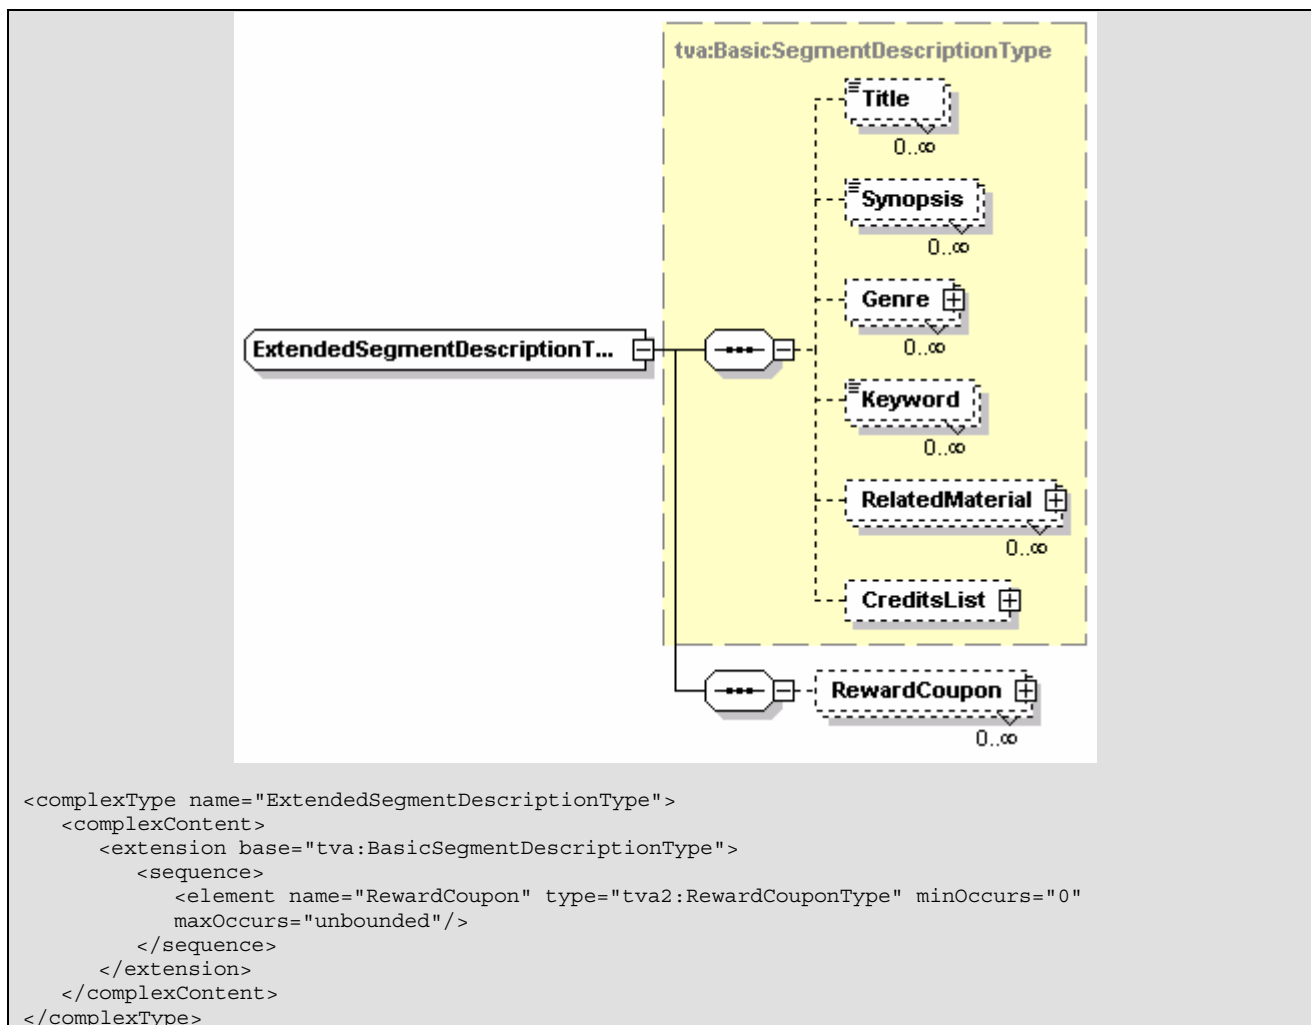 tva:BasicSegmentDescriptionType
Title
0..∞
Synopsis
0..∞
Genre
0..∞
ExtendedSegmentDescriptionT...
Keyword
0..∞
RelatedMaterial
0..∞
CreditsList
RewardCoupon
0..∞
<complexType name="ExtendedSegmentDescriptionType">
   <complexContent>
      <extension base="tva:BasicSegmentDescriptionType">
         <sequence>
            <element name="RewardCoupon" type="tva2:RewardCouponType" minOccurs="0"
            maxOccurs="unbounded"/>
         </sequence>
      </extension>
   </complexContent>
</complexType>